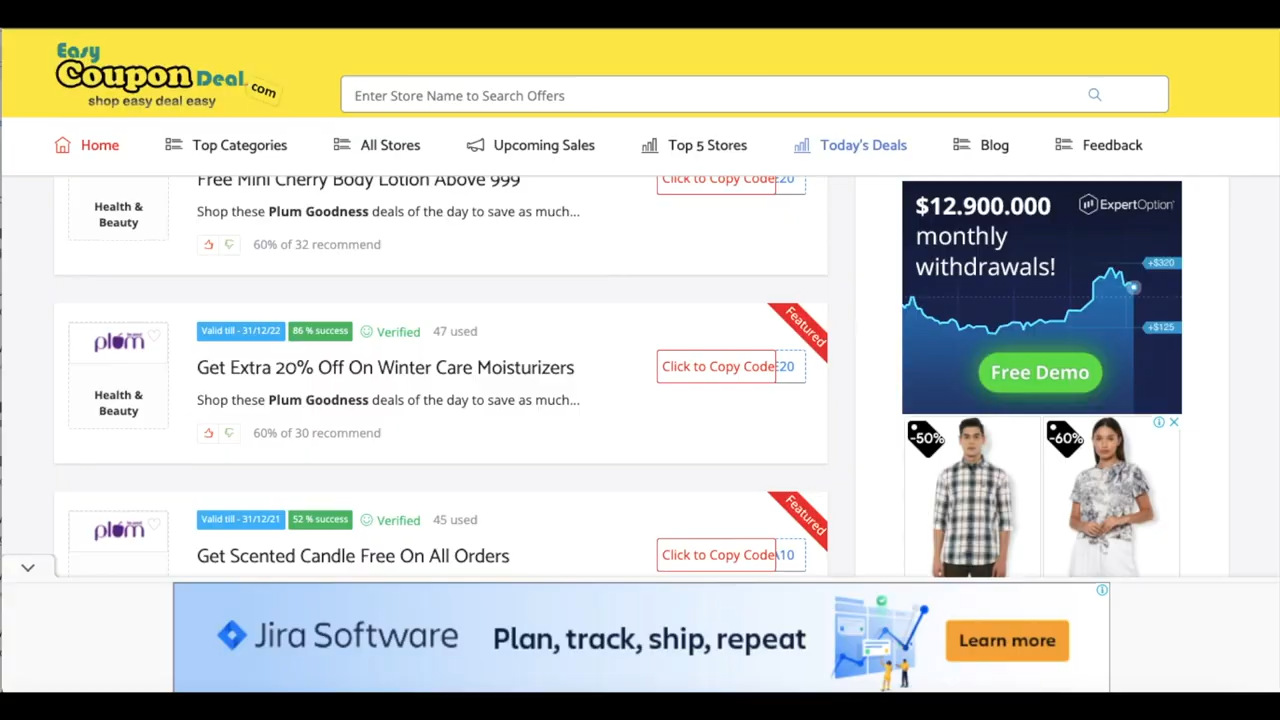 Easy
Coupon Deal .com
shop easy deal easy
Enter Store Name to Search Offers
Home
Top Categories
All Stores
Upcoming Sales
Top 5 Stores
Today's Deals
Blog
Feedback
Free Mini Cherry Body Lotion Above 999
Click to Copy Code
E20
Health &
Beauty
Shop these Plum Goodness deals of the day to save as much...
60% of 32 recommend
plum
Health &
Beauty
Valid till - 31/12/22
86 % success
Verified
47 used
Featured
Get Extra 20% Off On Winter Care Moisturizers
Click to Copy Code
E20
Shop these Plum Goodness deals of the day to save as much...
60% of 30 recommend
plum
Valid till - 31/12/21
52 % success
Verified
45 used
Featured
Get Scented Candle Free On All Orders
Click to Copy Code
10
$12.900.000
monthly
withdrawals!
ExpertOption
+$320
+$125
Free Demo
-50%
-60%
Jira Software
Plan, track, ship, repeat
Learn more